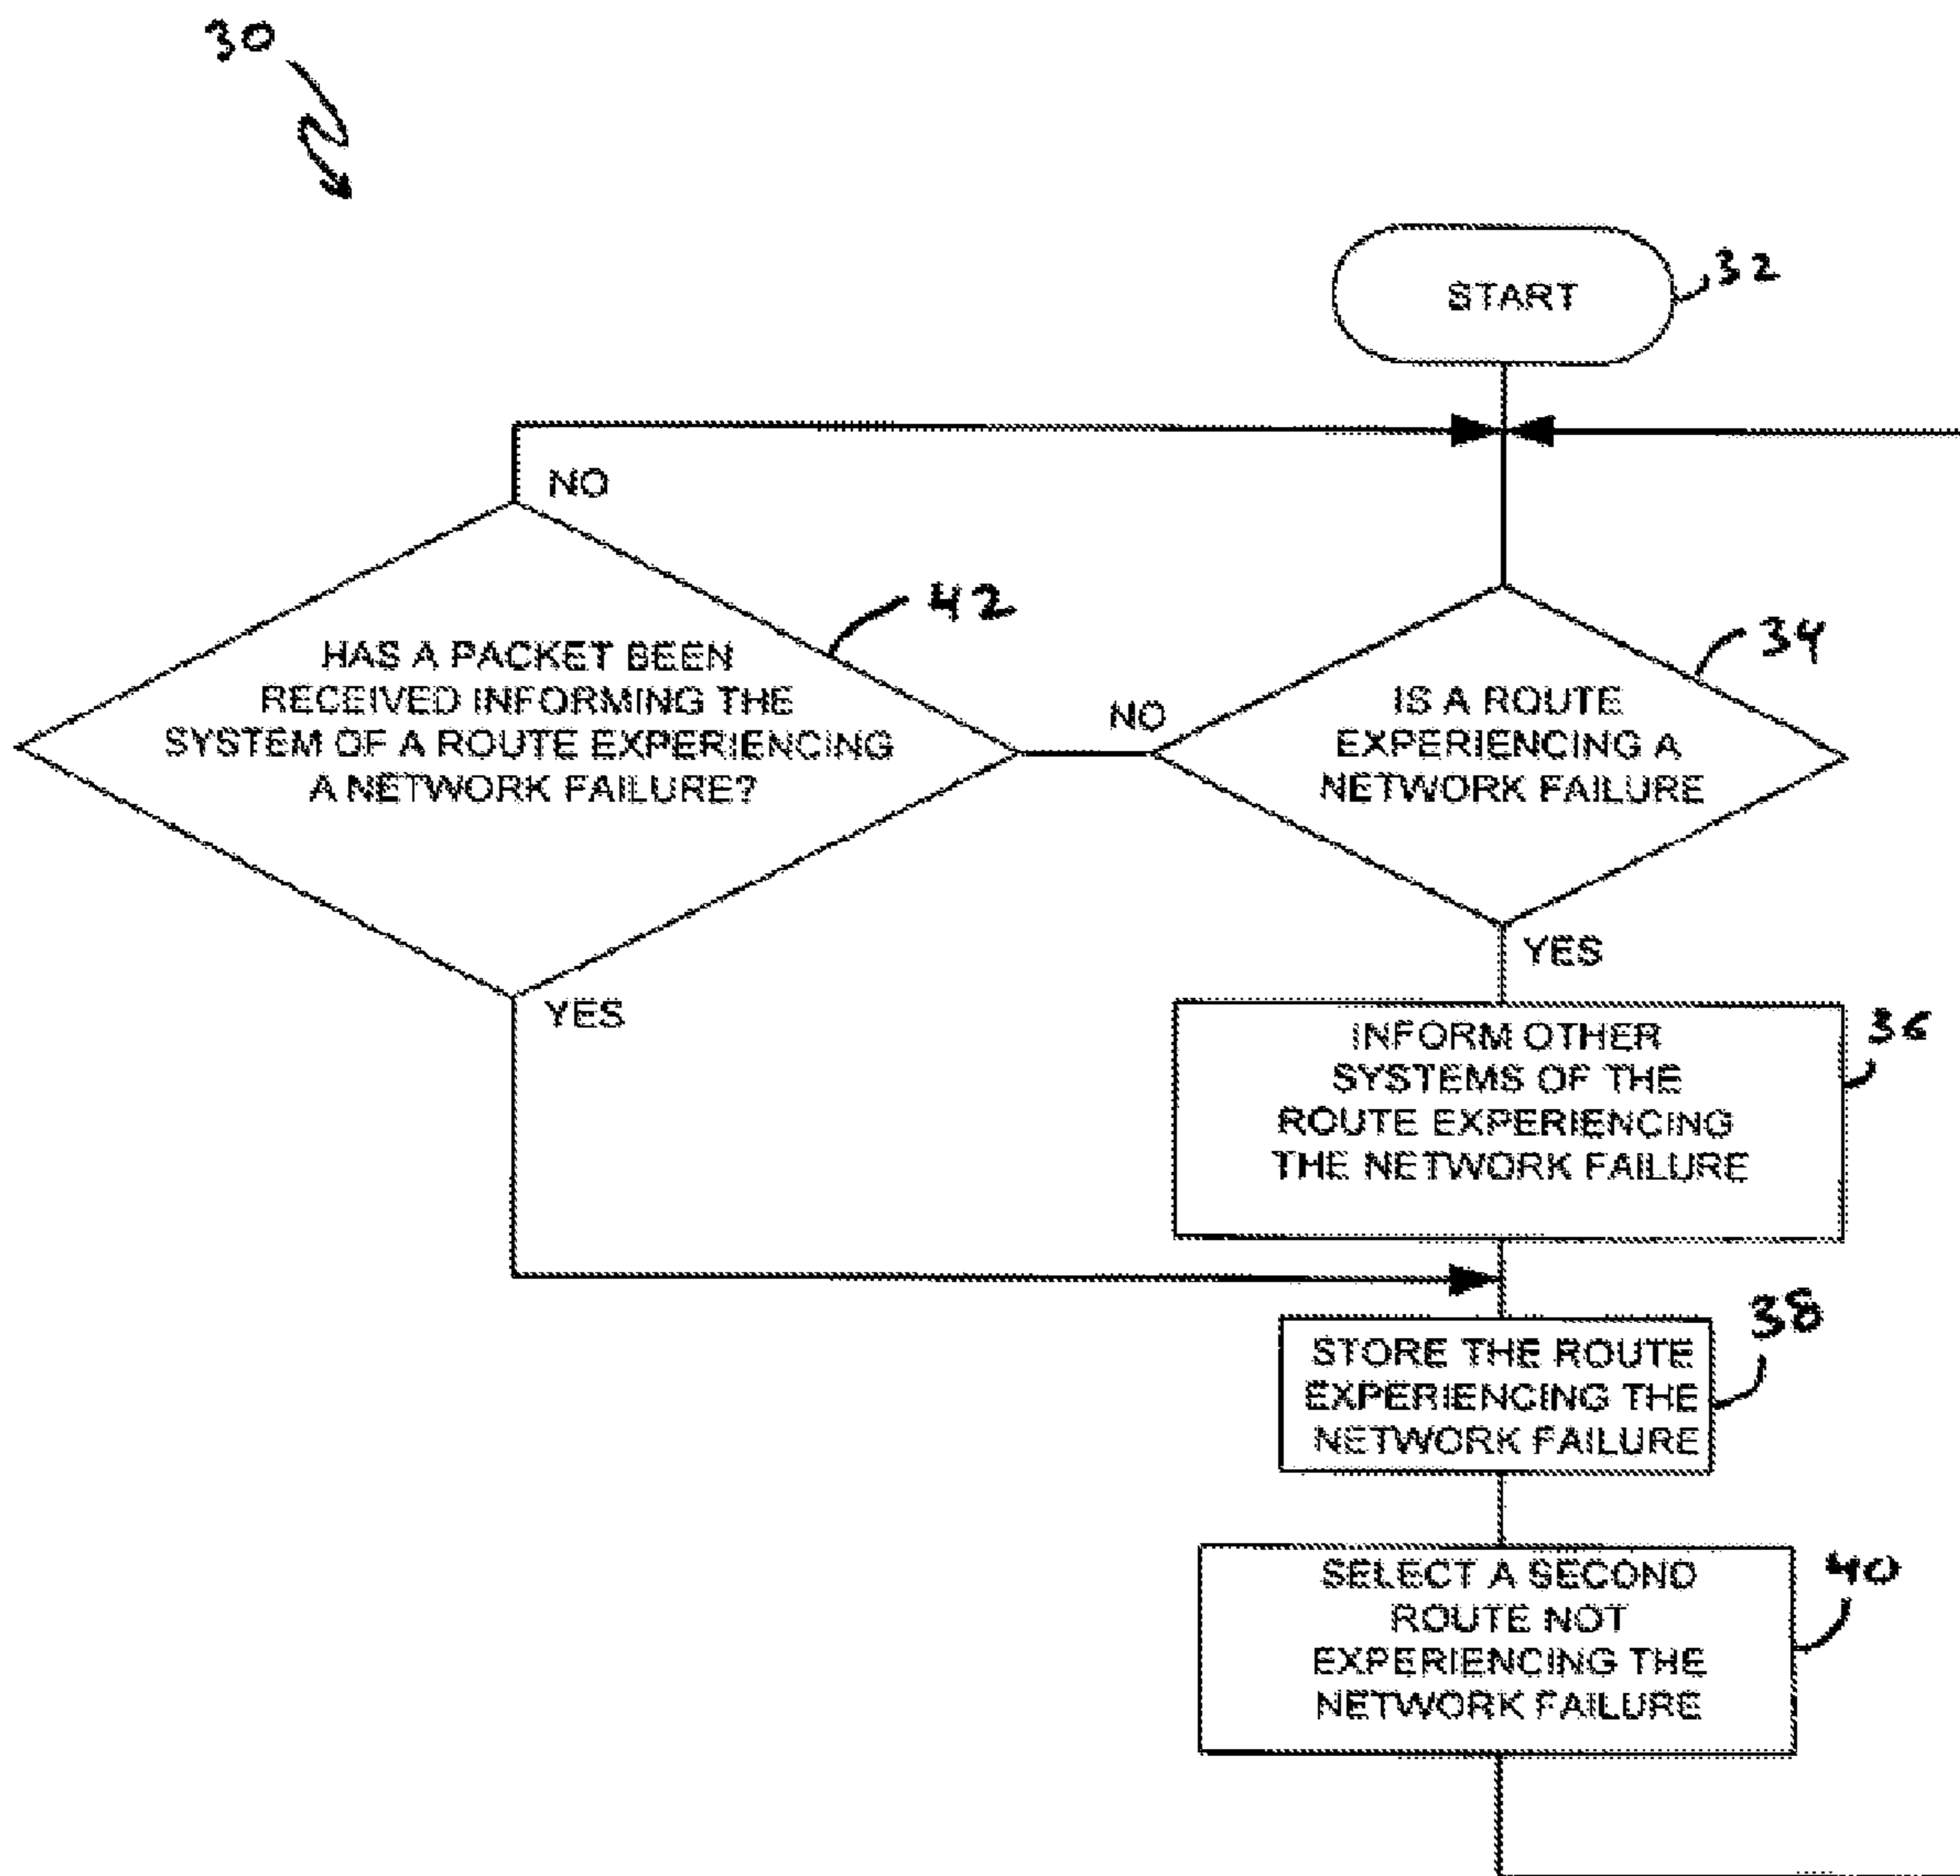 30
START
32
NO
HAS A PACKET BEEN
RECEIVED INFORMING THE
SYSTEM OF A ROUTE EXPERIENCING
A NETWORK FAILURE?
42
YES
NO
IS A ROUTE
EXPERIENCING A
NETWORK FAILURE
34
YES
INFORM OTHER
SYSTEMS OF THE
ROUTE EXPERIENCING
THE NETWORK FAILURE
36
STORE THE ROUTE
EXPERIENCING THE
NETWORK FAILURE
38
SELECT A SECOND
ROUTE NOT
EXPERIENCING THE
NETWORK FAILURE
40